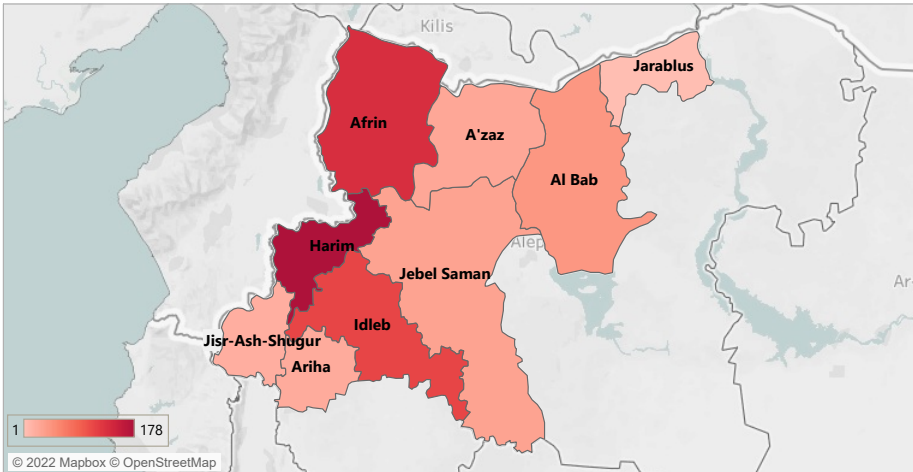 Kilis
Jarablus
Afrin
A'zaz
Al Bab
Harim
Alep
Jebel Saman
Ar-
Idleb
Jisr-Ash-Shugur
Ariha
1 178
© 2022 Mapbox © OpenStreetMap